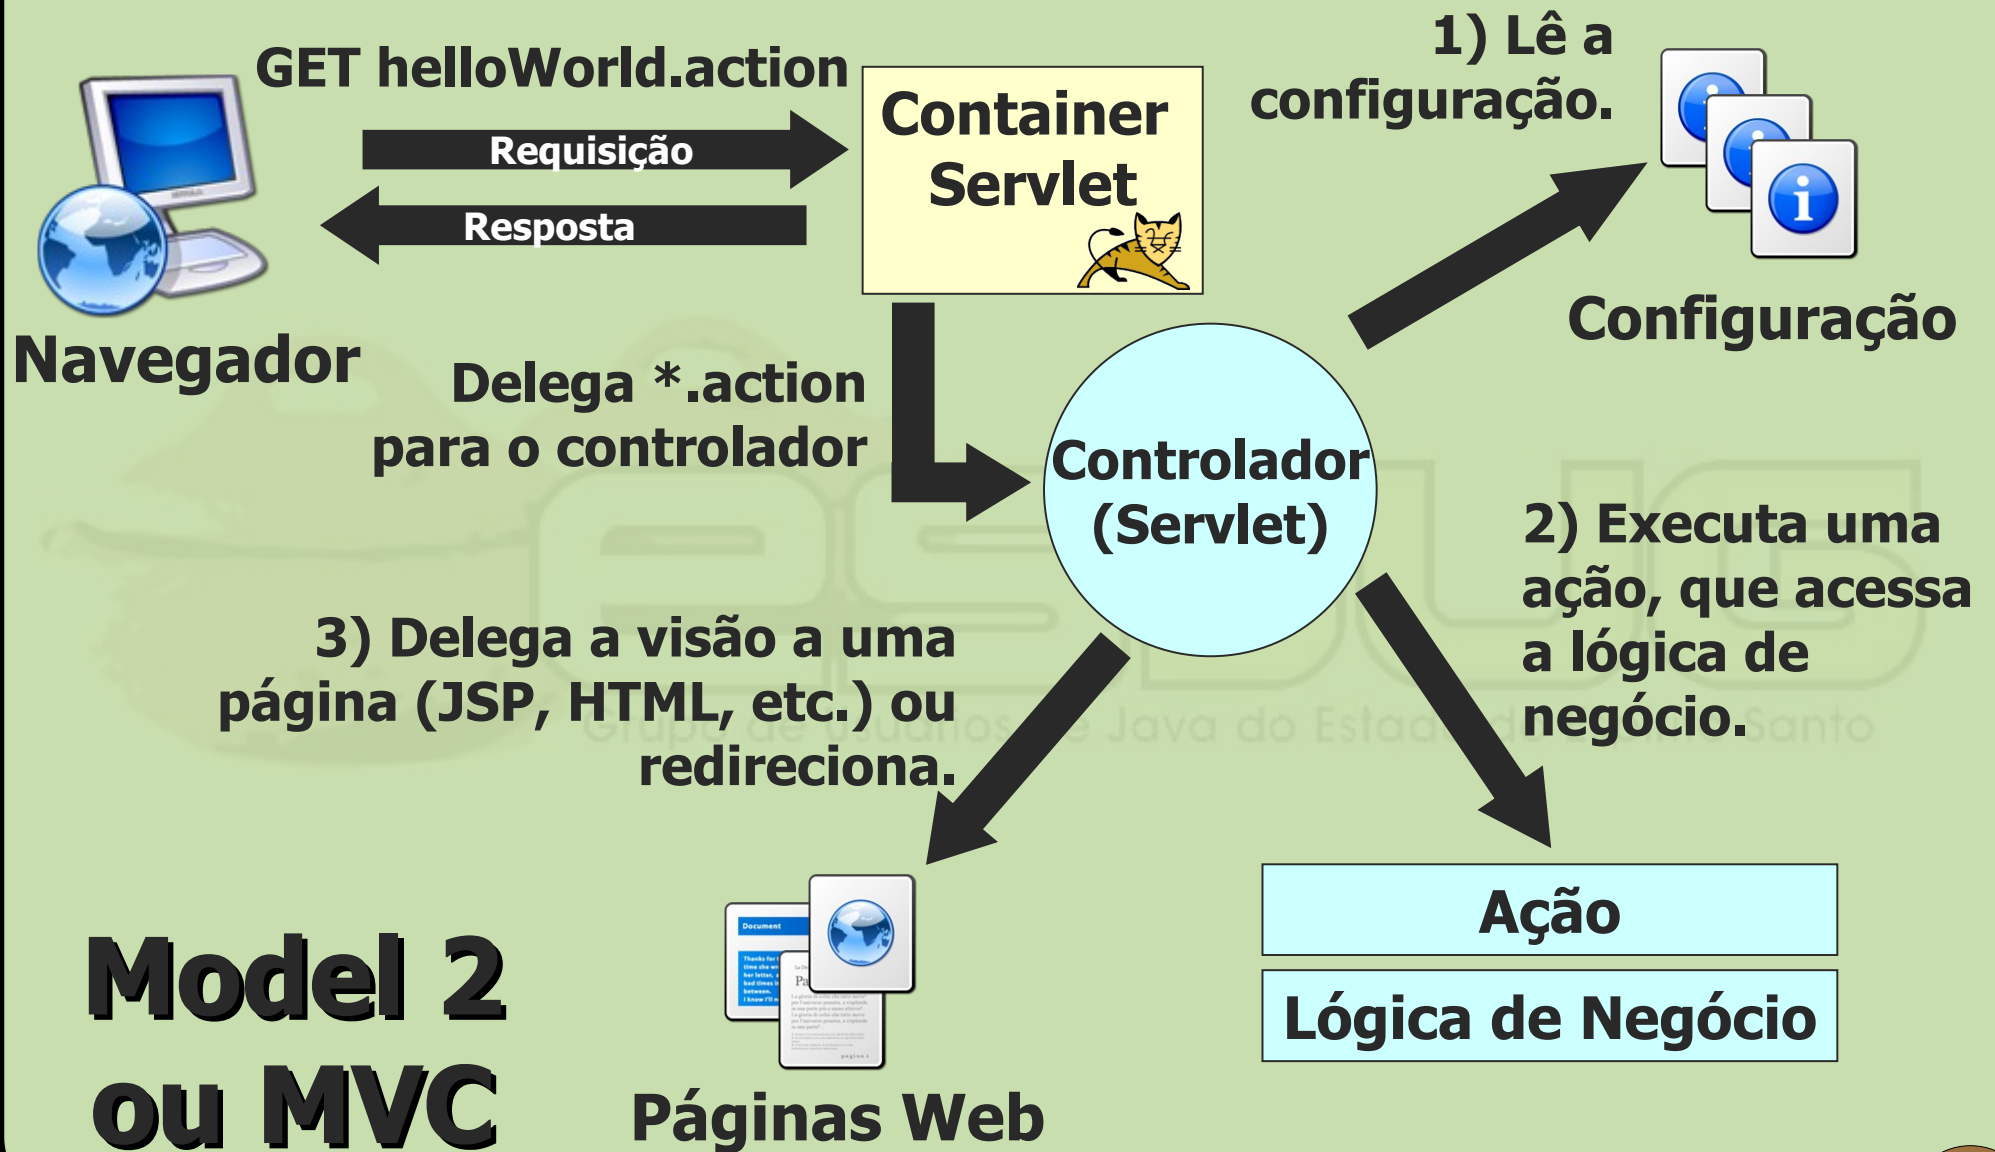 GET helloWorld.action
Requisição
Resposta
Navegador
Container
Servlet
1) Lê a
configuração.
Configuração
Delega *.action
para o controlador
Controlador
(Servlet)
2) Executa uma
ação, que acessa
a lógica de
negócio.
3) Delega a visão a uma
página (JSP, HTML, etc.) ou
redireciona.
Ação
Lógica de Negócio
Document
Páginas Web
Model 2
ou MVC